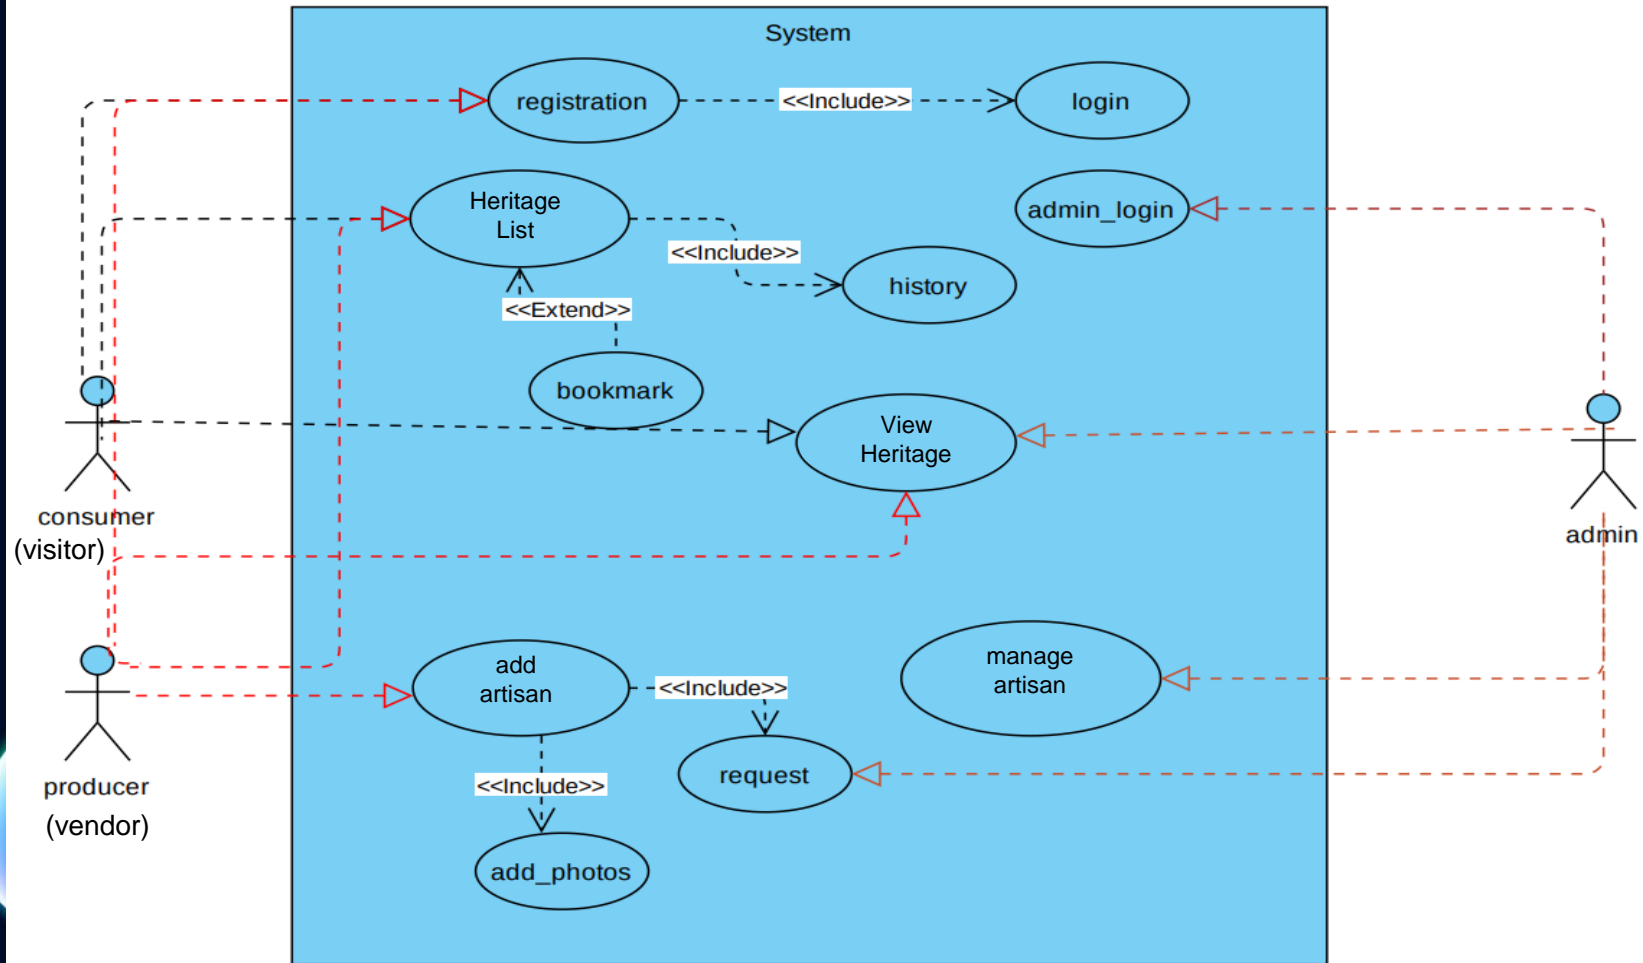 System
registration
<<Include>>
login
Heritage
List
admin_login
<<Include>>
history
<<Extend>>
bookmark
View
Heritage
consumer
(visitor)
admin
add
artisan
<<Include>>
manage
artisan
request
<<Include>>
producer
(vendor)
add_photos